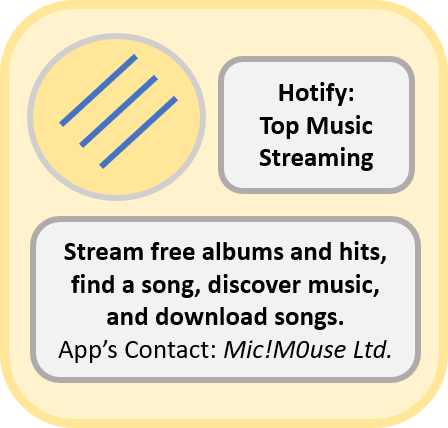 Hotify:
Top Music
Streaming
Stream free albums and hits,
find a song, discover music,
and download songs.
App’s Contact: Mic!M0use Ltd.